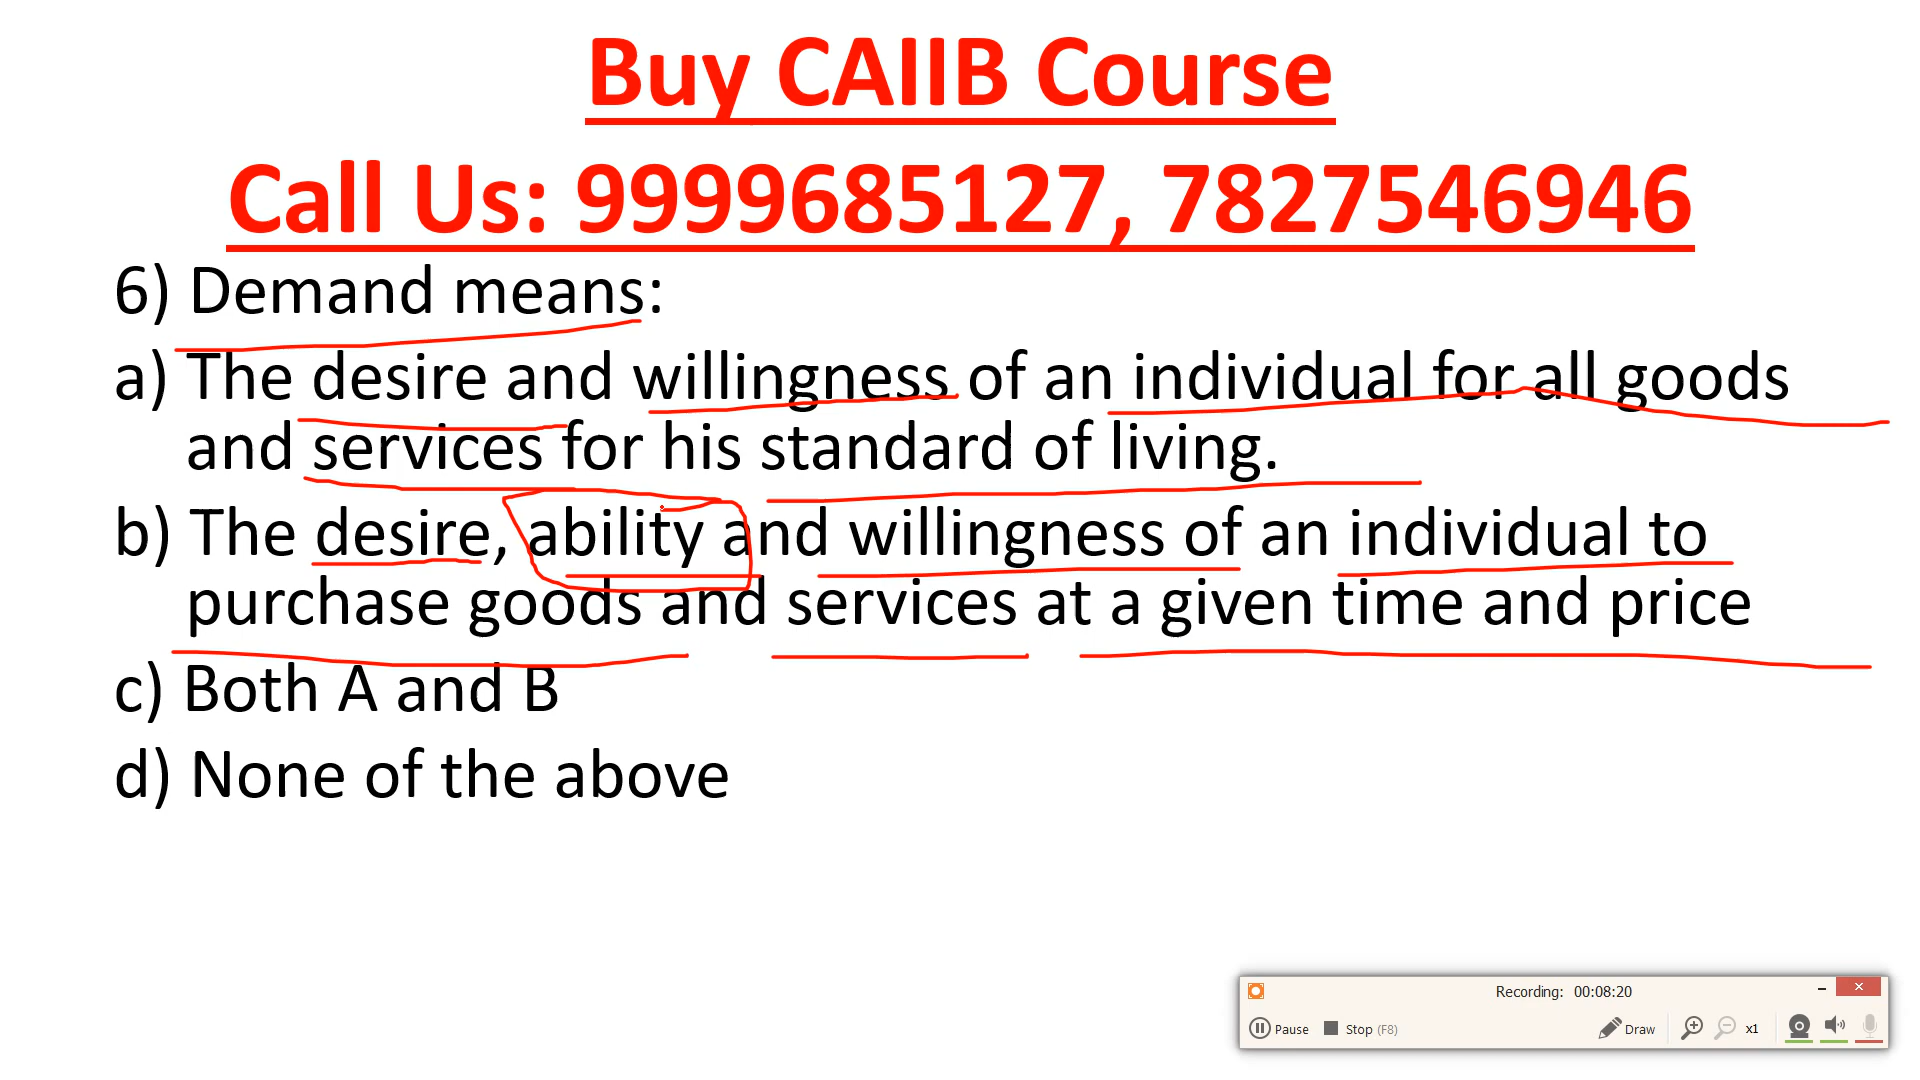 Buy CAIIB Course
Call Us: 9999685127, 7827546946
6) Demand means:
a) The desire and willingness of an individual for all goods
and services for his standard of living.
b) The desire, ability and willingness of an individual to
purchase goods and services at a given time and price
c) Both A and B
d) None of the above
Recording: 00:08:20
Pause Stop (F8) Draw x1